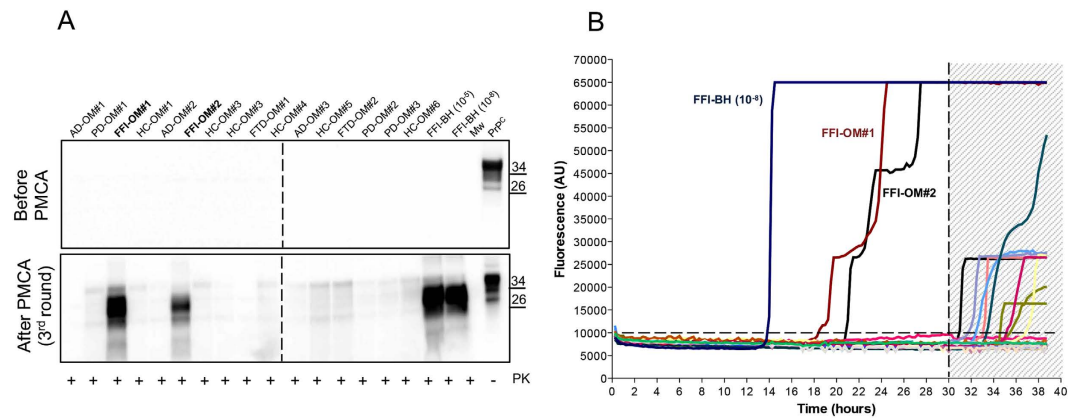 A
AD-OM#1
PD-OM#1
FFI-OM#1
HC-OM#1
AD-OM#2
FFI-OM#2
HC-OM#3
HC-OM#3
FTD-OM#1
HC-OM#4
AD-OM#3
HC-OM#5
FTD-OM#2
PD-OM#2
PD-OM#3
HC-OM#6
FFI-BH (10⁻⁵)
FFI-BH (10⁻⁸)
Mw
PrPᶜ
Before
PMCA
34
26
After PMCA
(3rd round)
34
26
+ + + + + + + + + + + + + + + + + + -
PK
B
Fluorescence (AU)
70000
65000
60000
55000
50000
45000
40000
35000
30000
25000
20000
15000
10000
5000
0
FFI-BH (10⁻⁸)
FFI-OM#1
FFI-OM#2
0 2 4 6 8 10 12 14 16 18 20 22 24 26 28 30 32 34 36 38 40
Time (hours)